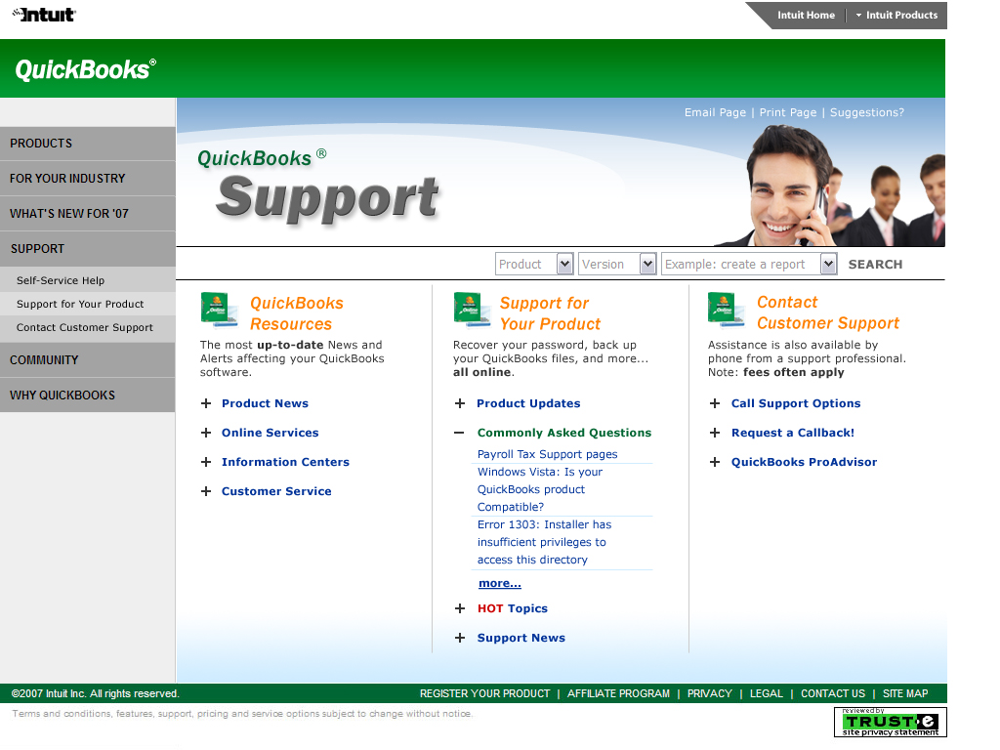 Intuit
Intuit Home
Intuit Products
QuickBooks®
Email Page | Print Page | Suggestions?
PRODUCTS
FOR YOUR INDUSTRY
WHAT'S NEW FOR '07
SUPPORT
Self-Service Help
Support for Your Product
Contact Customer Support
COMMUNITY
WHY QUICKBOOKS
QuickBooks ®
Support
Product
Version
Example: create a report
SEARCH
QuickBooks
Resources
The most up-to-date News and
Alerts affecting your QuickBooks
software.
+ Product News
+ Online Services
+ Information Centers
+ Customer Service
Support for
Your Product
Recover your password, back up
your QuickBooks files, and more...
all online.
+ Product Updates
− Commonly Asked Questions
Payroll Tax Support pages
Windows Vista: Is your
QuickBooks product
Compatible?
Error 1303: Installer has
insufficient privileges to
access this directory
more...
+ HOT Topics
+ Support News
Contact
Customer Support
Assistance is also available by
phone from a support professional.
Note: fees often apply
+ Call Support Options
+ Request a Callback!
+ QuickBooks ProAdvisor
©2007 Intuit Inc. All rights reserved.
REGISTER YOUR PRODUCT | AFFILIATE PROGRAM | PRIVACY | LEGAL | CONTACT US | SITE MAP
Terms and conditions, features, support, pricing and service options subject to change without notice.
reviewed by
TRUST·e
site privacy statement